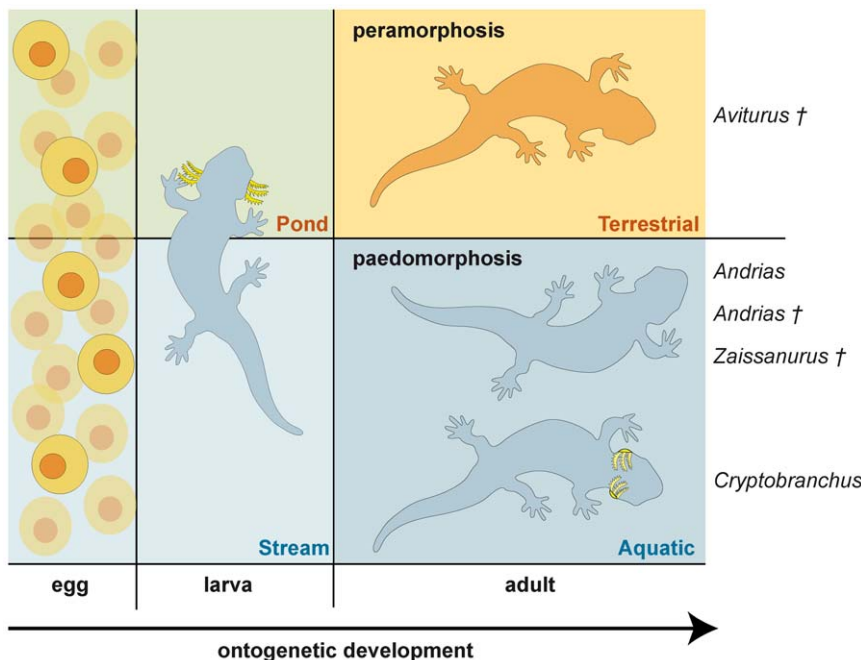 peramorphosis
Aviturus †
Pond
Terrestrial
paedomorphosis
Andrias
Andrias †
Zaissanurus †
Cryptobranchus
Stream
Aquatic
egg
larva
adult
ontogenetic development